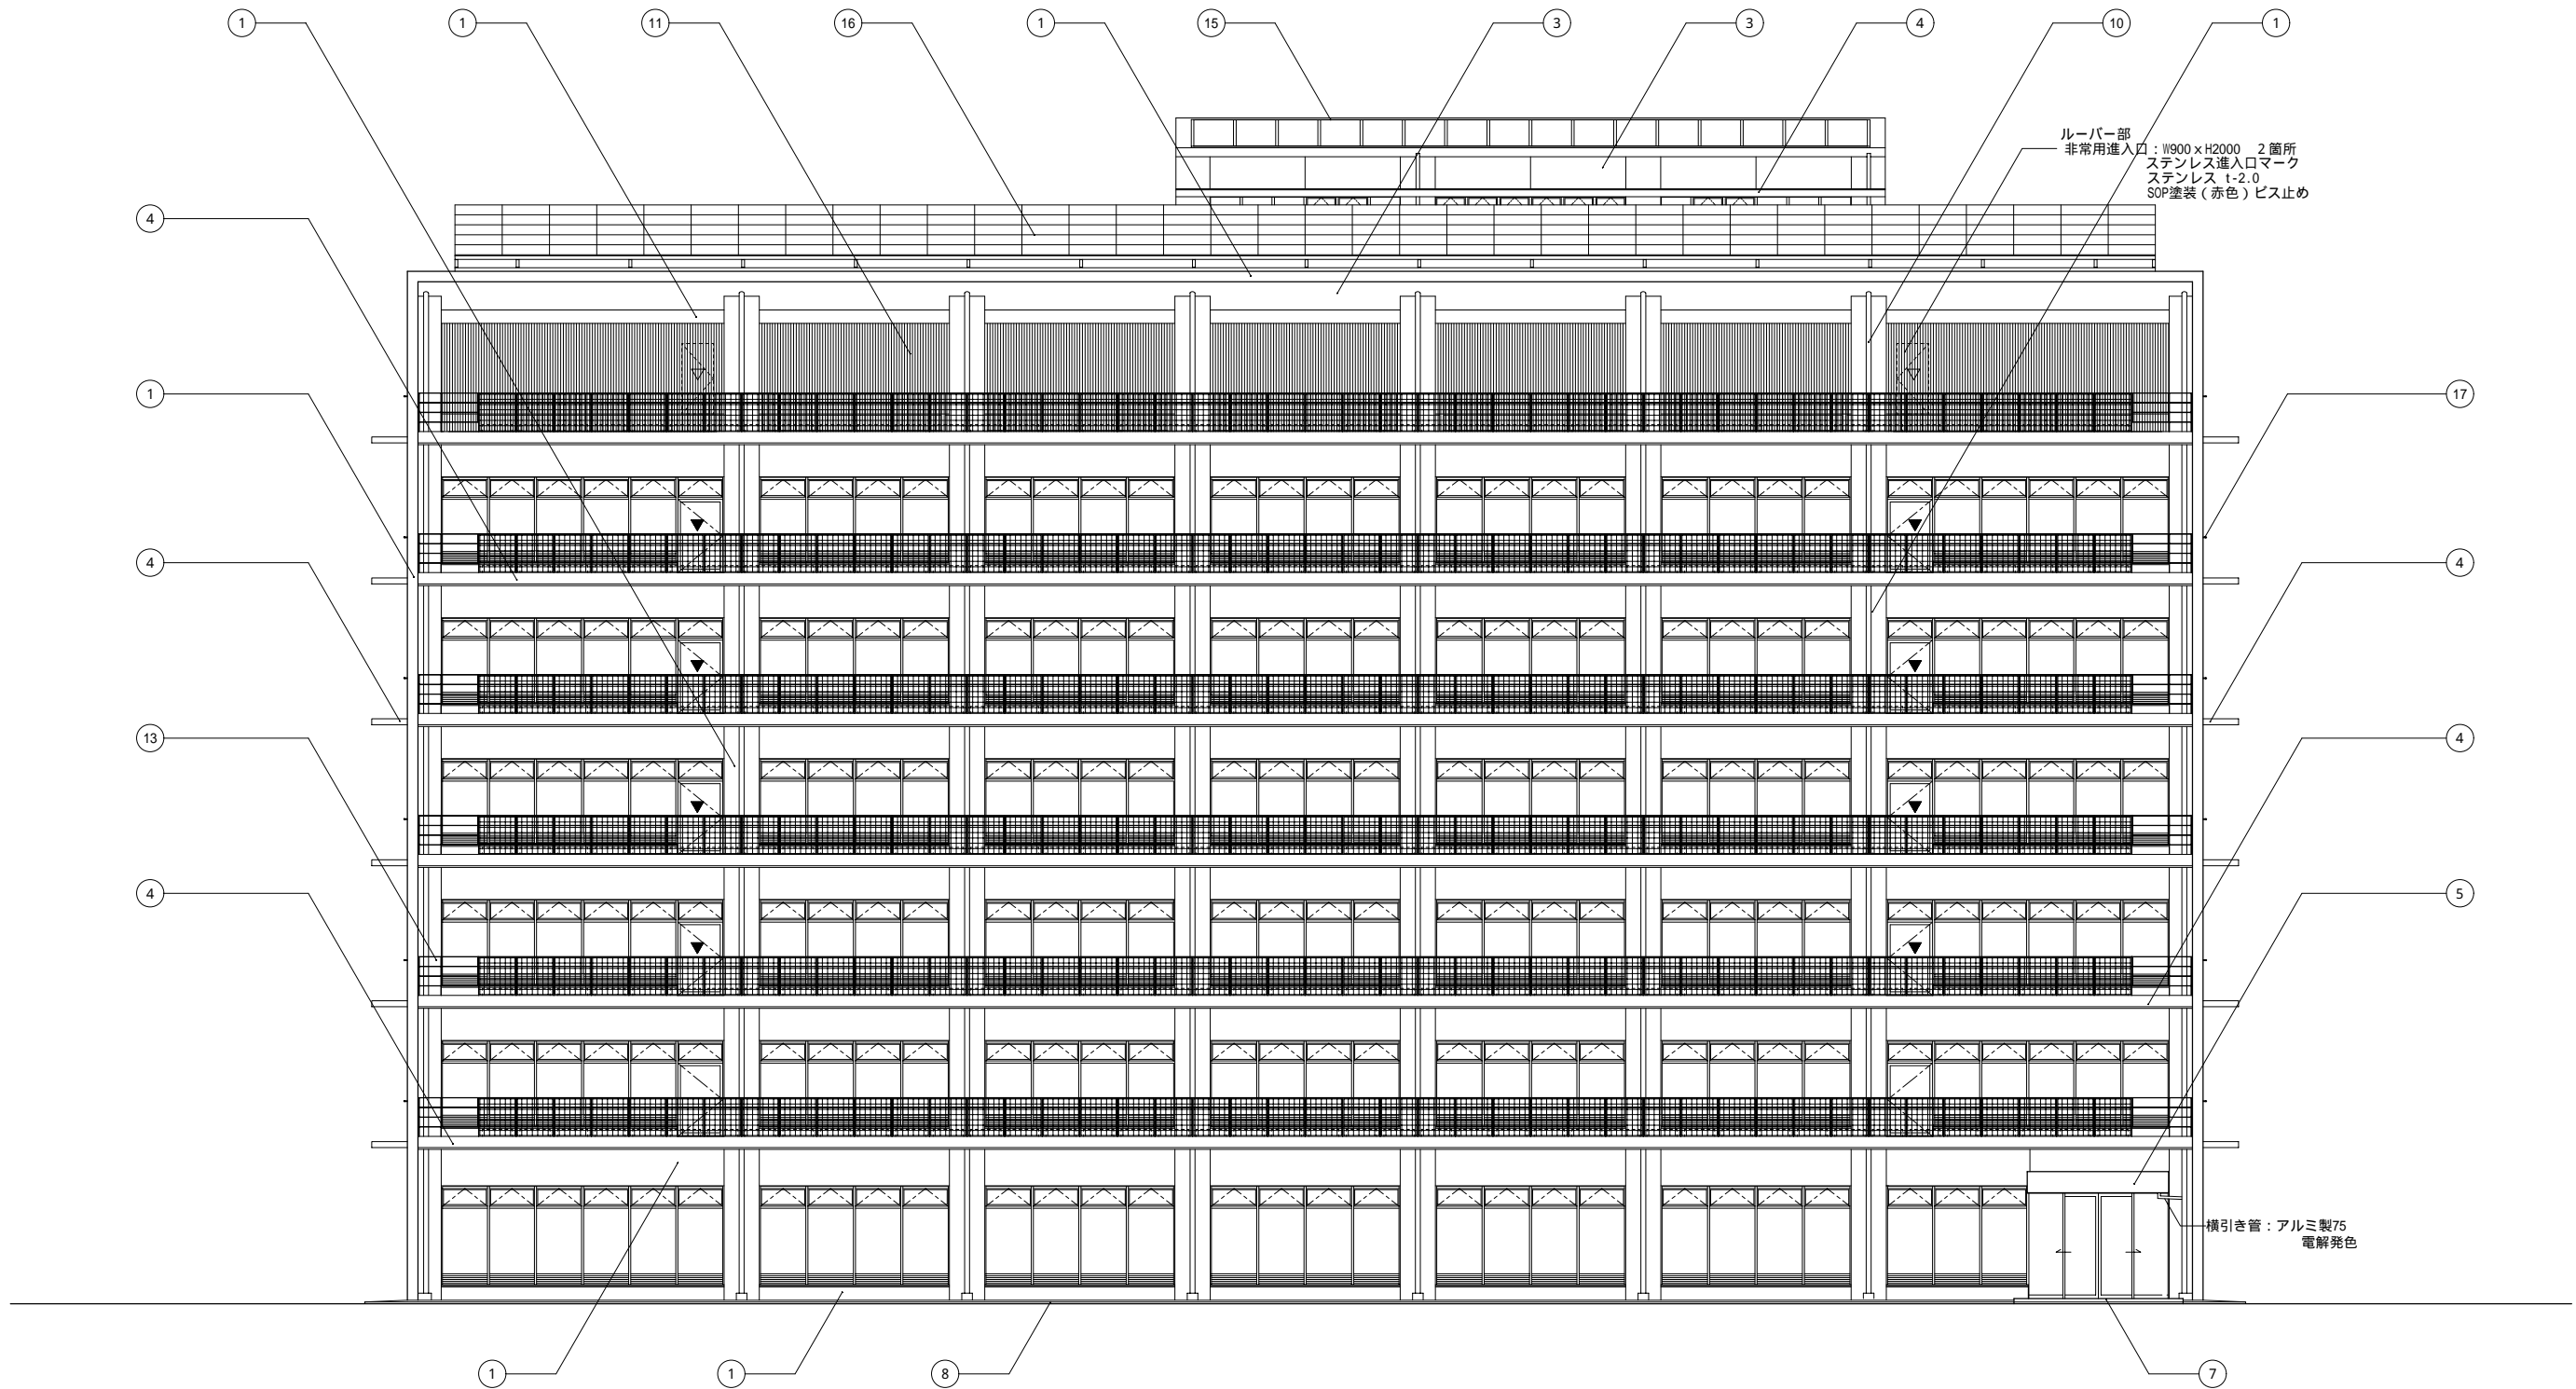 1 1 11 16 1 15 3 3 4 10 1
ルーバー部
非常用進入口：W900ｘH2000　２箇所
ステンレス進入口マーク
ステンレス t-2.0
SOP塗装（赤色）ビス止め
4
1 17
4 4
13 4
4 5
横引き管：アルミ製75
電解発色
1 1 8 7